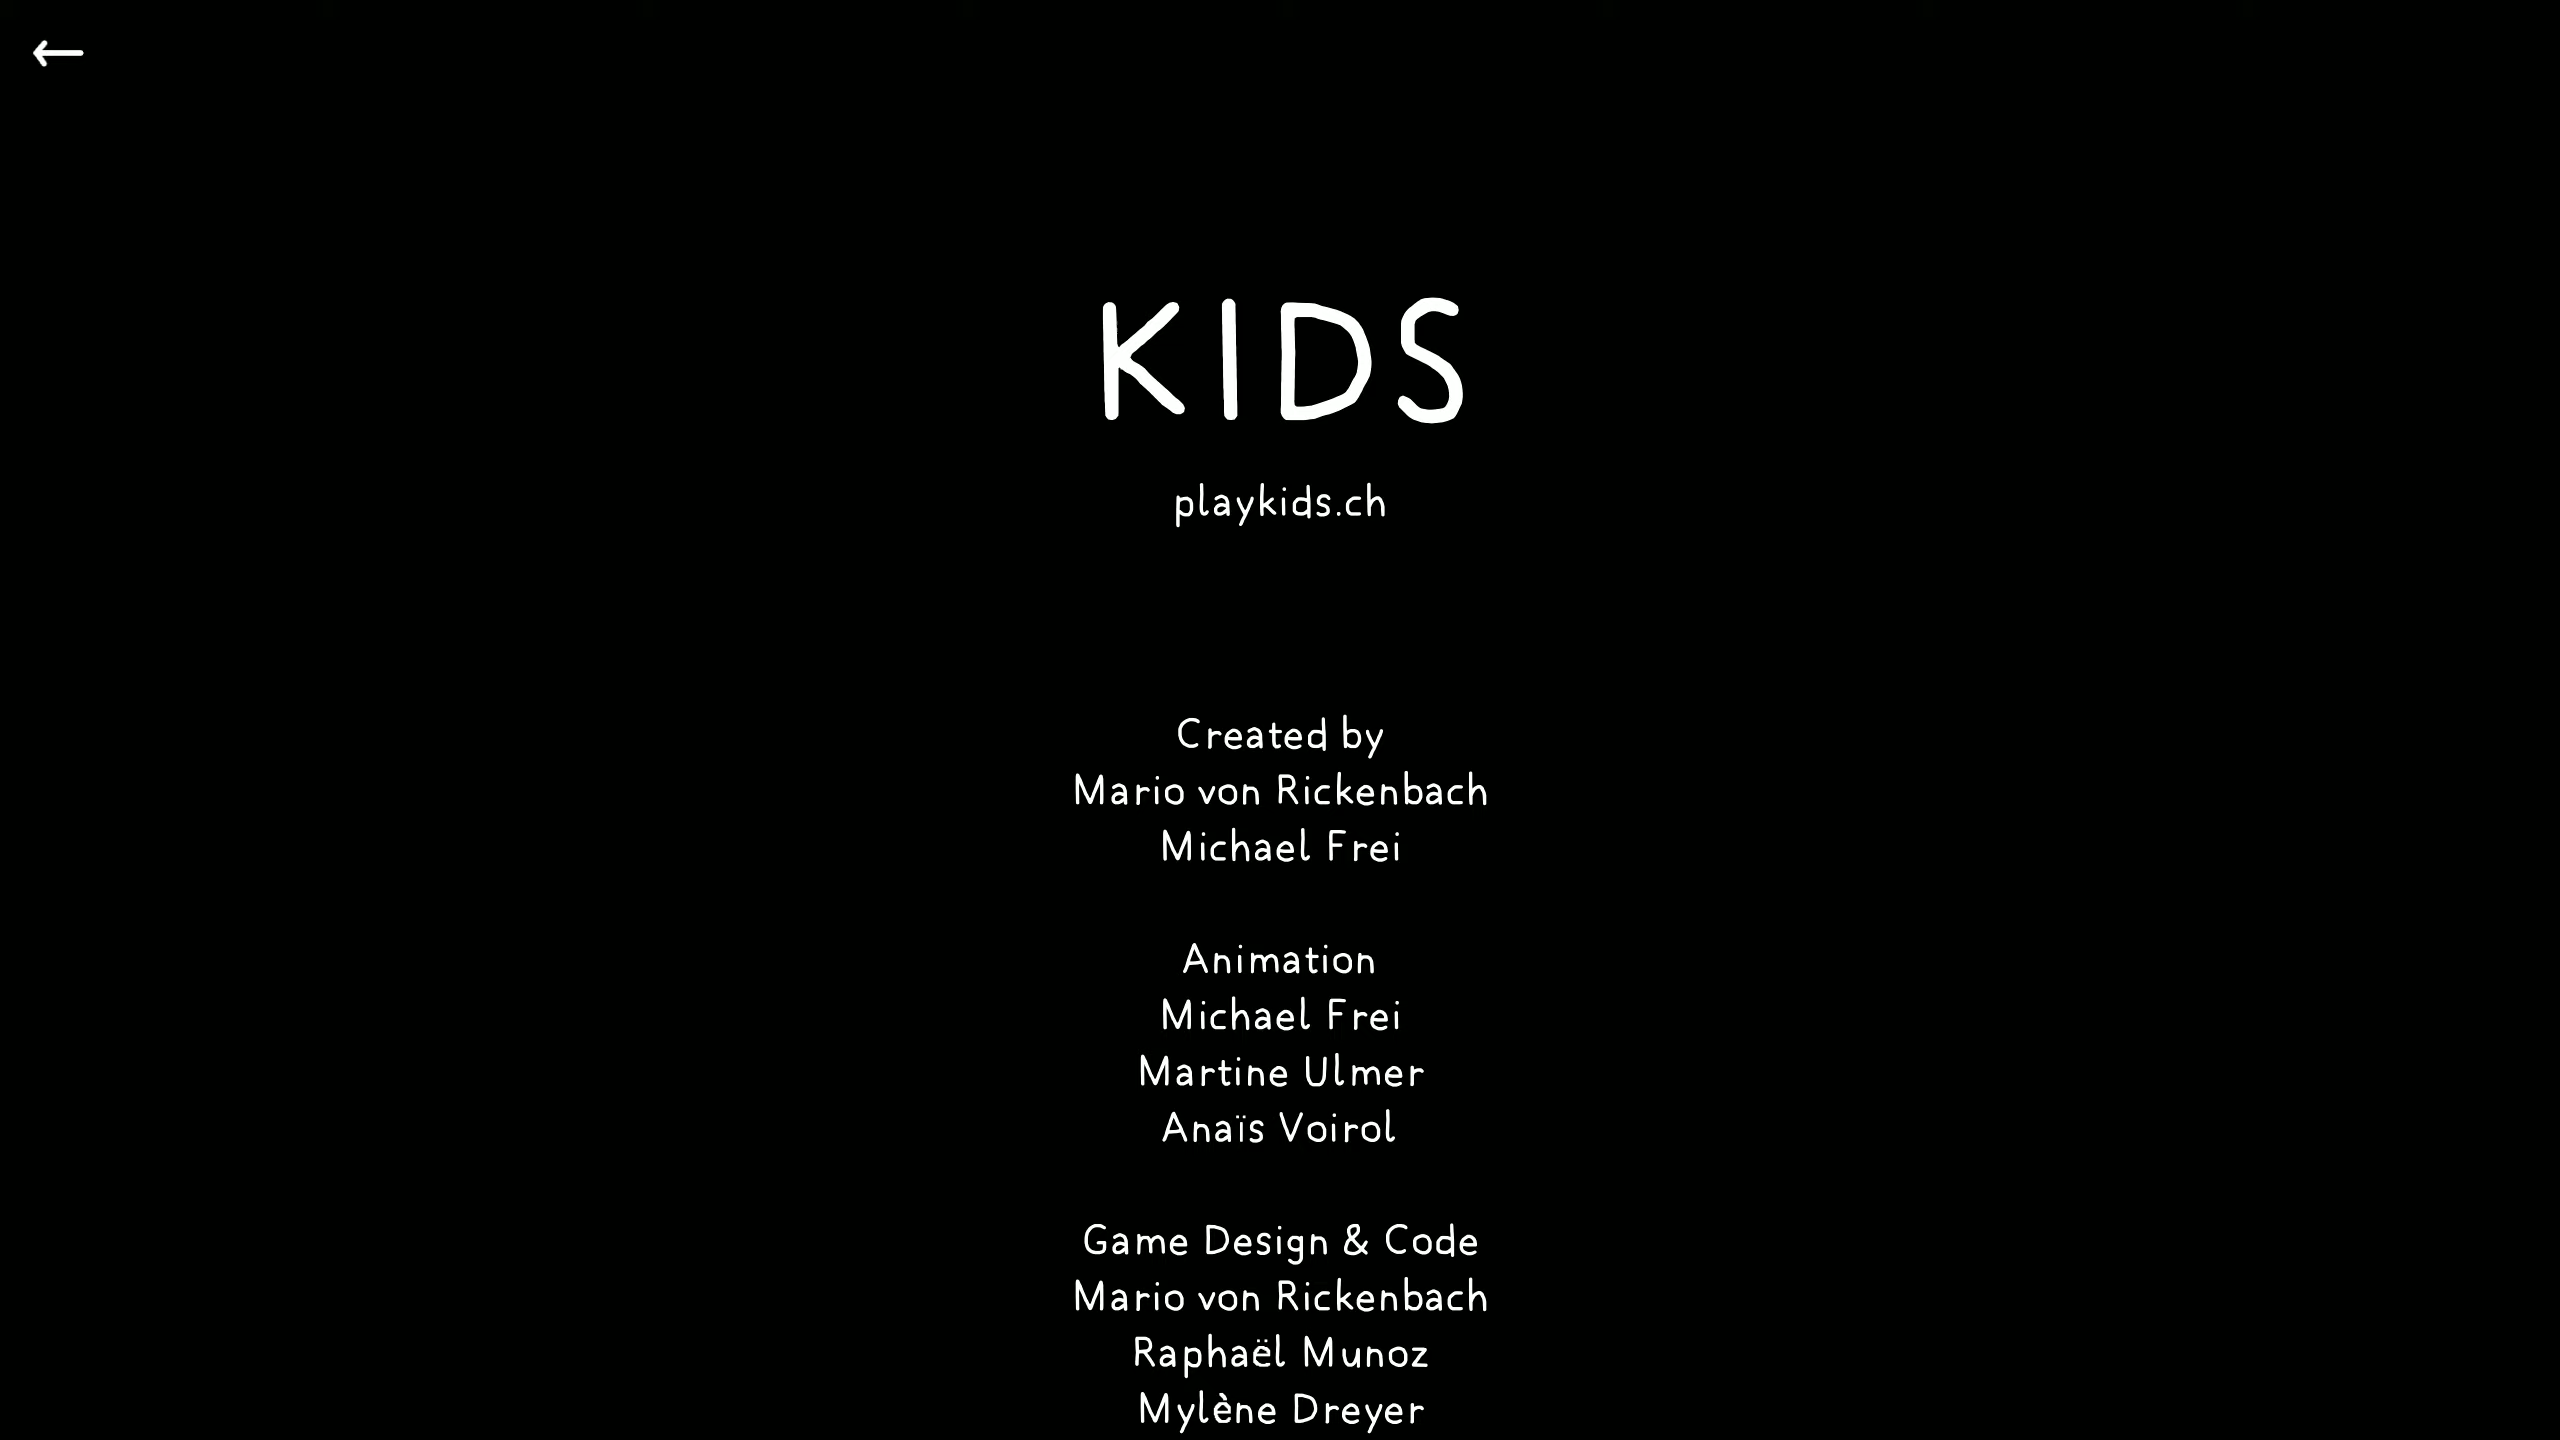 KIDS
playkids.ch
Created by
Mario von Rickenbach
Michael Frei
Animation
Michael Frei
Martine Ulmer
Anaïs Voirol
Game Design & Code
Mario von Rickenbach
Raphaël Munoz
Mylène Dreyer